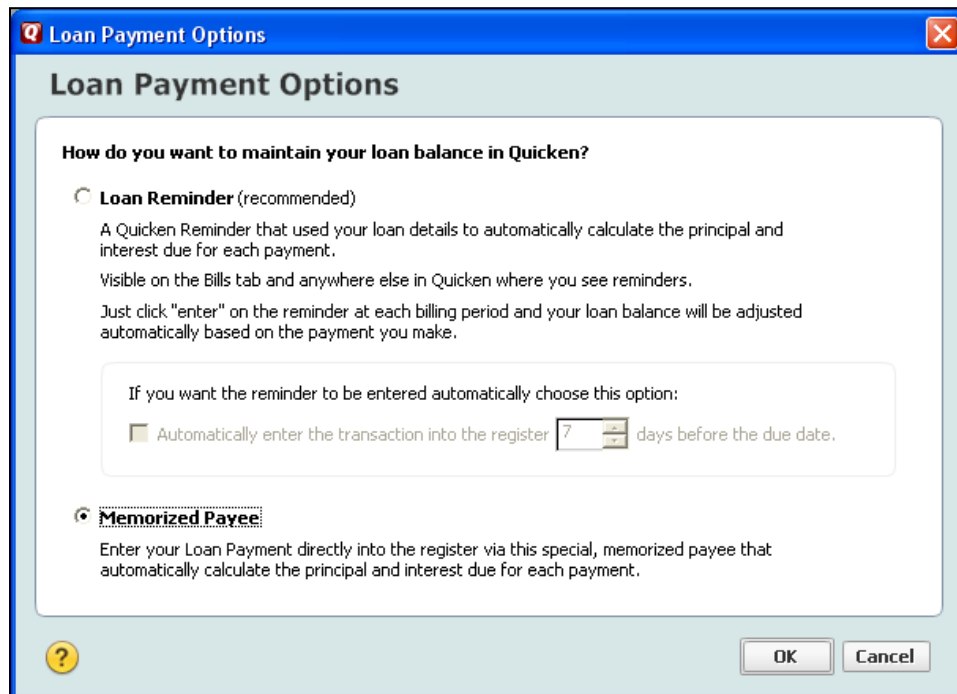 Loan Payment Options
Loan Payment Options
How do you want to maintain your loan balance in Quicken?
Loan Reminder (recommended)
A Quicken Reminder that used your loan details to automatically calculate the principal and
interest due for each payment.
Visible on the Bills tab and anywhere else in Quicken where you see reminders.
Just click "enter" on the reminder at each billing period and your loan balance will be adjusted
automatically based on the payment you make.
If you want the reminder to be entered automatically choose this option:
Automatically enter the transaction into the register 7 days before the due date.
Memorized Payee
Enter your Loan Payment directly into the register via this special, memorized payee that
automatically calculate the principal and interest due for each payment.
? OK Cancel